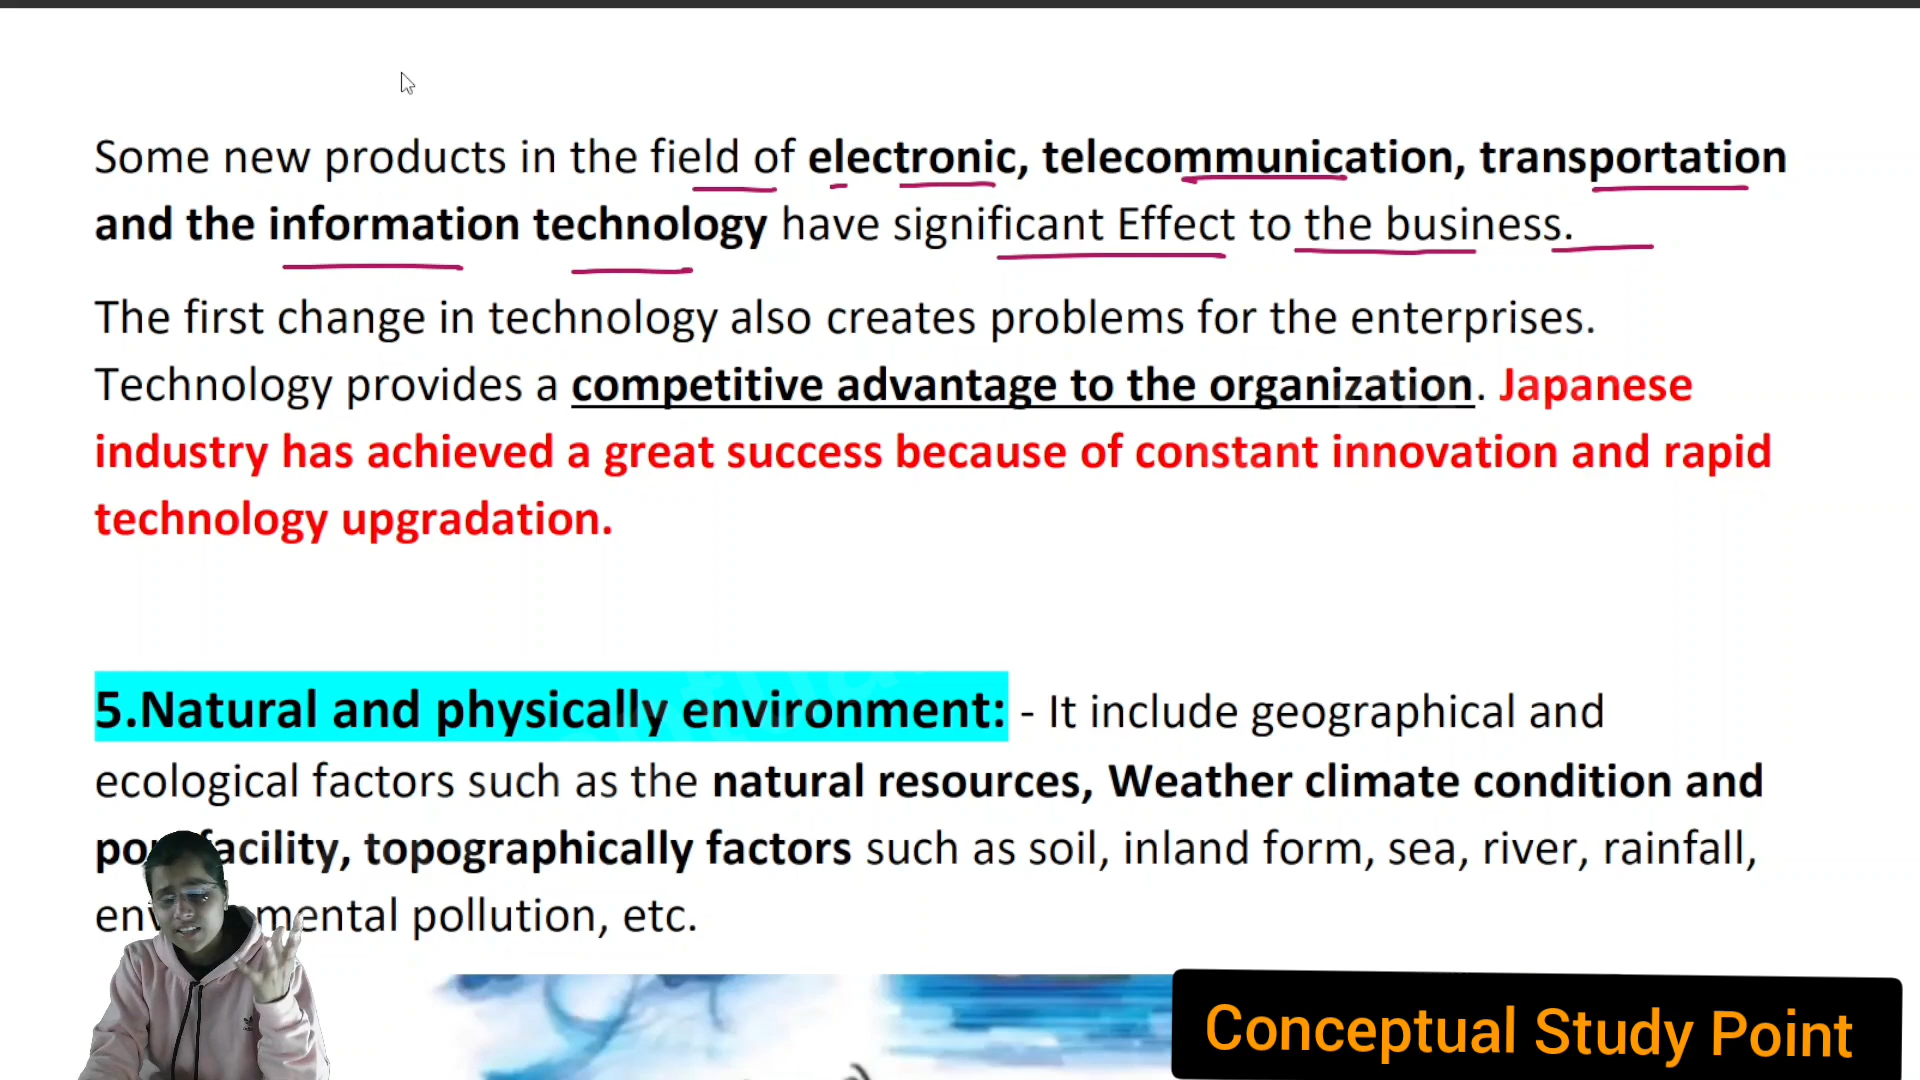 Some new products in the field of electronic, telecommunication, transportation
and the information technology have significant Effect to the business.
The first change in technology also creates problems for the enterprises.
Technology provides a competitive advantage to the organization. Japanese
industry has achieved a great success because of constant innovation and rapid
technology upgradation.
5.Natural and physically environment: - It include geographical and
ecological factors such as the natural resources, Weather climate condition and
facility, topographically factors such as soil, inland form, sea, river, rainfall,
pollution, etc.
Conceptual Study Point